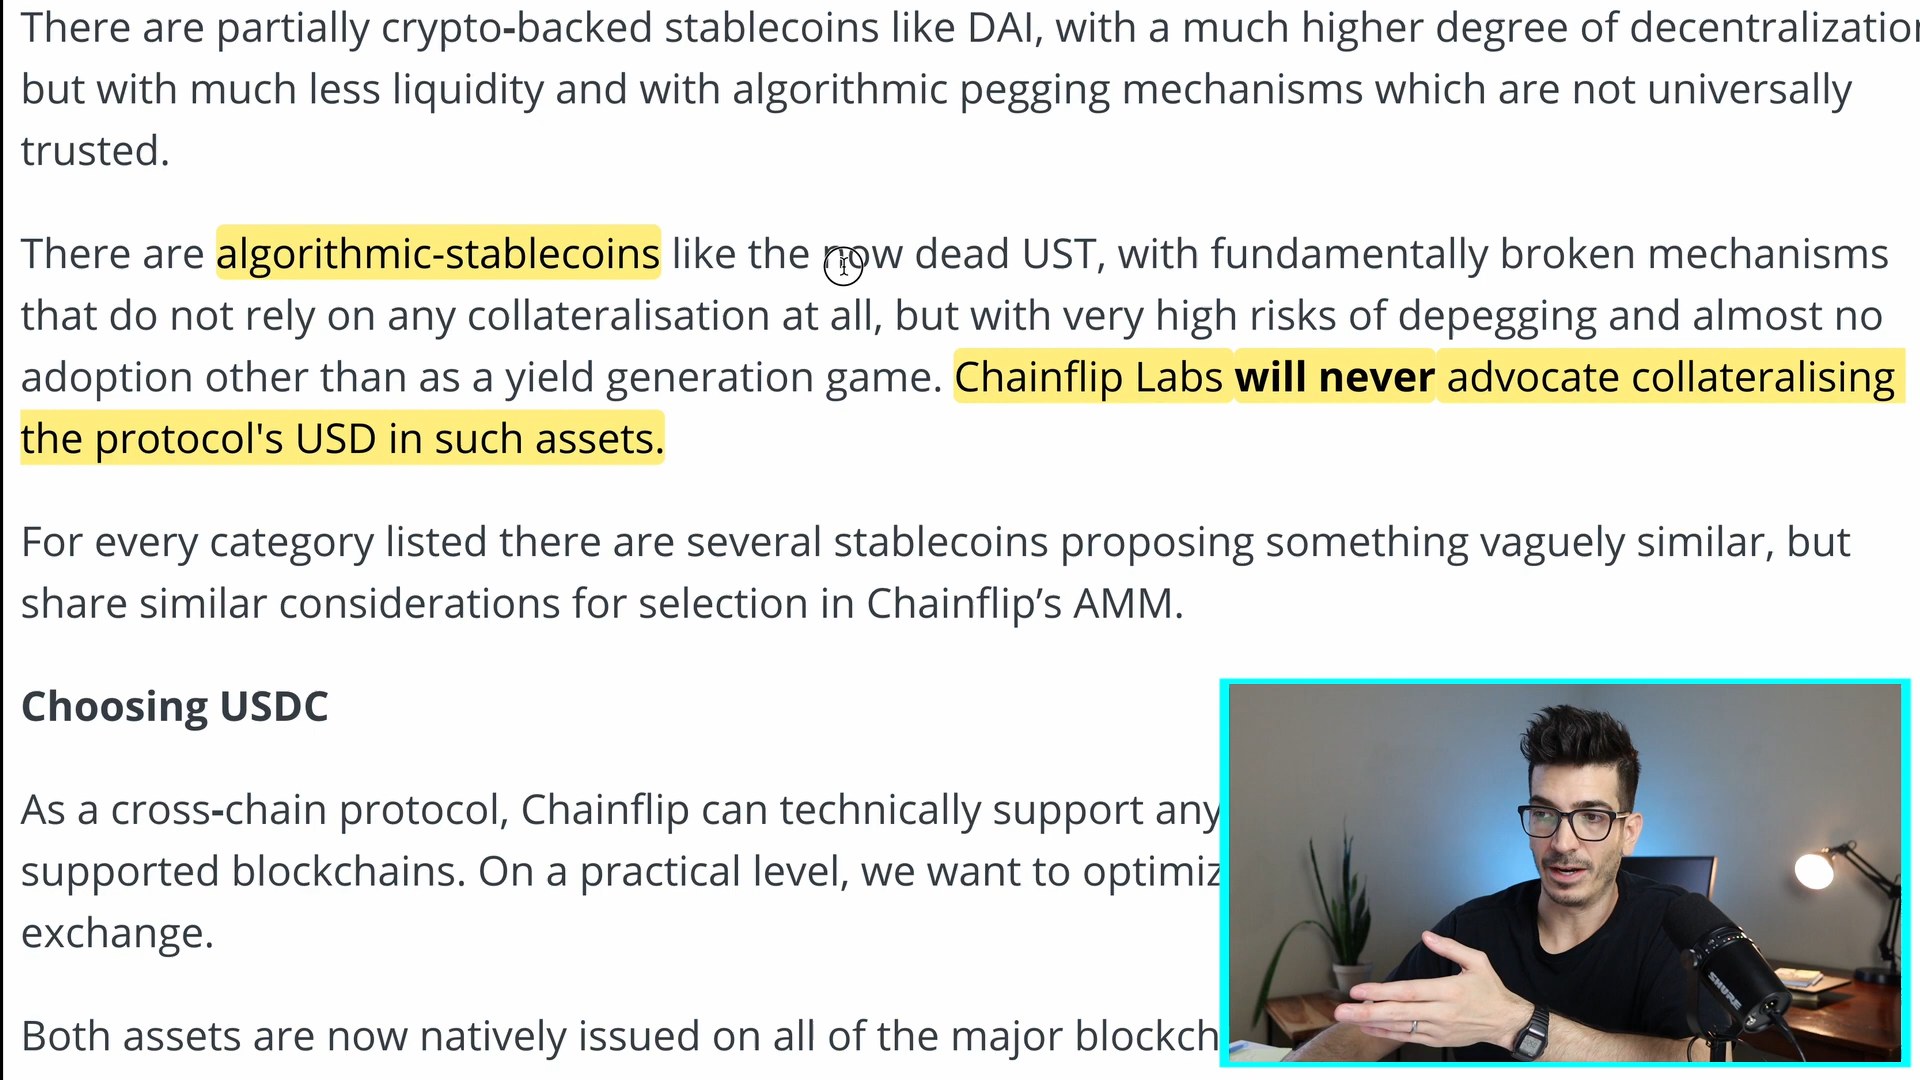 There are partially crypto-backed stablecoins like DAI, with a much higher degree of decentralization
but with much less liquidity and with algorithmic pegging mechanisms which are not universally
trusted.
There are algorithmic-stablecoins like the now dead UST, with fundamentally broken mechanisms
that do not rely on any collateralisation at all, but with very high risks of depegging and almost no
adoption other than as a yield generation game. Chainflip Labs will never advocate collateralising
the protocol's USD in such assets.
For every category listed there are several stablecoins proposing something vaguely similar, but
share similar considerations for selection in Chainflip’s AMM.
Choosing USDC
As a cross-chain protocol, Chainflip can technically support any
supported blockchains. On a practical level, we want to optimiz
exchange.
Both assets are now natively issued on all of the major blockch
SHURE